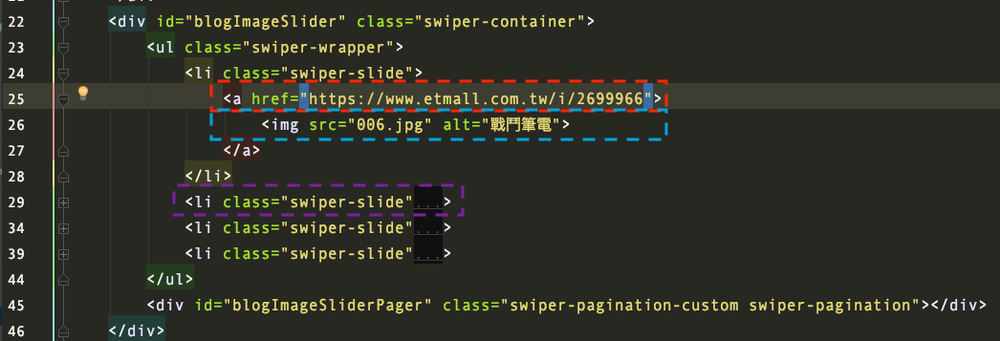 22 <div id="blogImageSlider" class="swiper-container">
23 <ul class="swiper-wrapper">
24 <li class="swiper-slide">
25 <a href="https://www.etmall.com.tw/i/2699966">
26 <img src="006.jpg" alt="戰鬥筆電">
27 </a>
28 </li>
29 <li class="swiper-slide"...>
34 <li class="swiper-slide"...>
39 <li class="swiper-slide"...>
44 </ul>
45 <div id="blogImageSliderPager" class="swiper-pagination-custom swiper-pagination"></div>
46 </div>